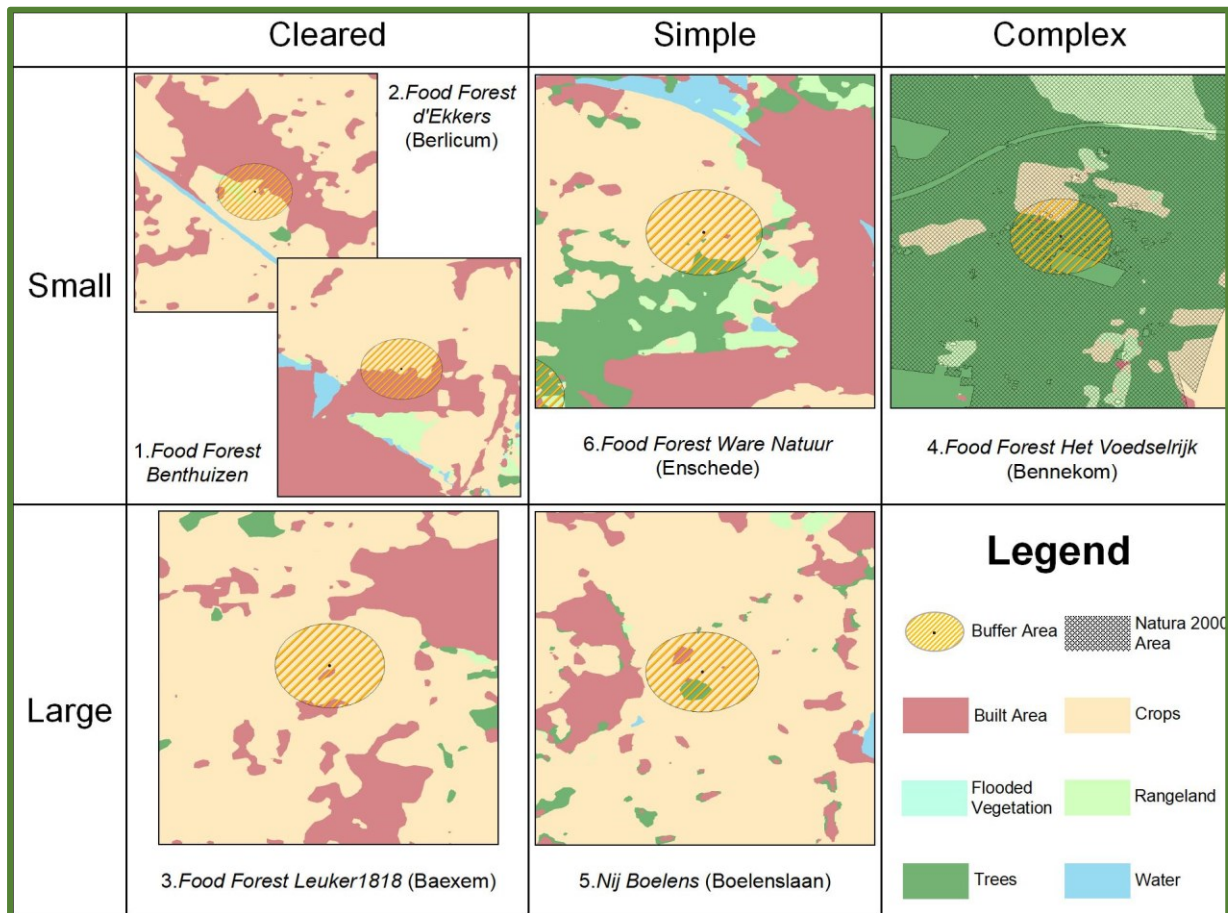 Cleared
Simple
Complex
Small
2.Food Forest
d'Ekkers
(Berlicum)
1.Food Forest
Benthuizen
6.Food Forest Ware Natuur
(Enschede)
4.Food Forest Het Voedselrijk
(Bennekom)
Large
3.Food Forest Leuker1818 (Baexem)
5.Nij Boelens (Boelenslaan)
Legend
Buffer Area
Natura 2000
Area
Built Area
Crops
Flooded
Vegetation
Rangeland
Trees
Water